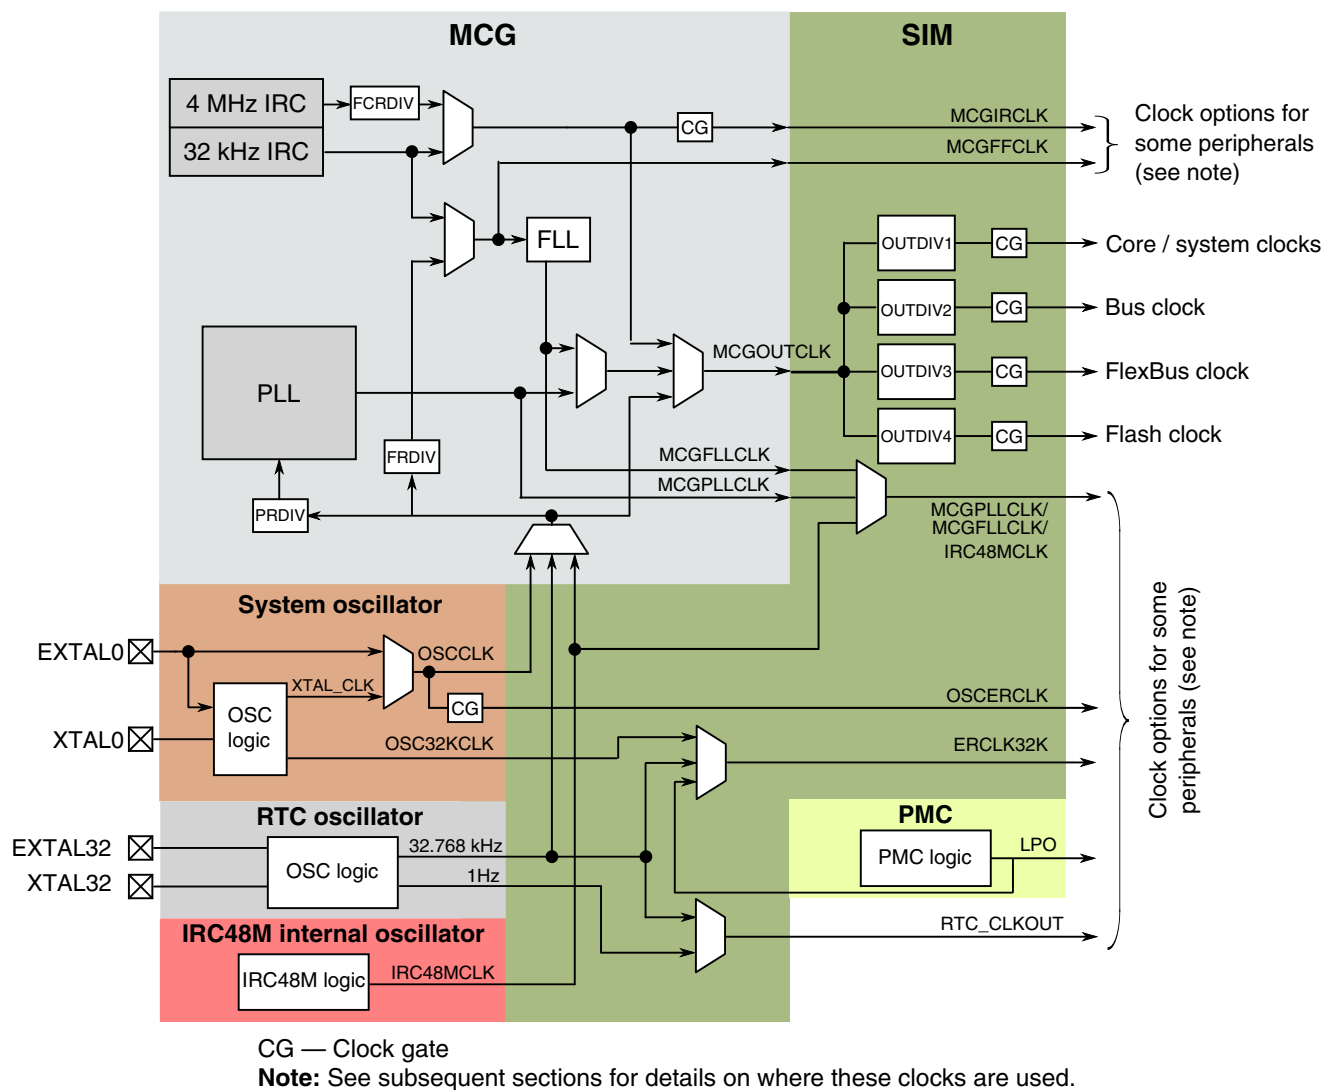 MCG
SIM
4 MHz IRC
FCRDIV
32 kHz IRC
CG
MCGIRCLK
MCGFFCLK
Clock options for
some peripherals
(see note)
FLL
OUTDIV1
CG
Core / system clocks
OUTDIV2
CG
Bus clock
MCGOUTCLK
OUTDIV3
CG
FlexBus clock
PLL
OUTDIV4
CG
Flash clock
FRDIV
MCGFLLCLK
MCGPLLCLK
PRDIV
MCGPLLCLK/
MCGFLLCLK/
IRC48MCLK
System oscillator
EXTAL0
OSCCLK
XTAL_CLK
OSC
logic
CG
OSCERCLK
XTAL0
OSC32KCLK
ERCLK32K
Clock options for some
peripherals (see note)
RTC oscillator
PMC
EXTAL32
32.768 kHz
OSC logic
PMC logic
LPO
XTAL32
1Hz
RTC_CLKOUT
IRC48M internal oscillator
IRC48M logic
IRC48MCLK
CG — Clock gate
Note: See subsequent sections for details on where these clocks are used.